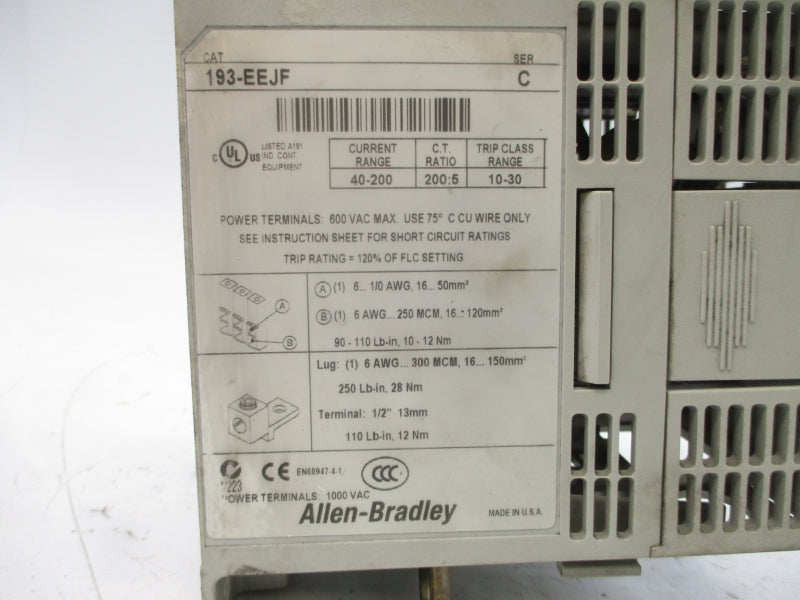 CAT
SER
193-EEJF
C
C UL US
LISTED A191
IND. CONT.
EQUIPMENT
CURRENT RANGE C.T. RATIO TRIP CLASS RANGE
40-200 200:5 10-30
POWER TERMINALS: 600 VAC MAX. USE 75° C CU WIRE ONLY
SEE INSTRUCTION SHEET FOR SHORT CIRCUIT RATINGS
TRIP RATING = 120% OF FLC SETTING
A
B
A (1) 6... 1/0 AWG, 16... 50mm²
B (1) 6 AWG... 250 MCM, 16... 120mm²
90 - 110 Lb-in, 10 - 12 Nm
Lug: (1) 6 AWG... 300 MCM, 16... 150mm²
250 Lb-in, 28 Nm
Terminal: 1/2" 13mm
110 Lb-in, 12 Nm
CE EN60947-4-1 CCC
POWER TERMINALS: 1000 VAC
Allen-Bradley
MADE IN U.S.A.